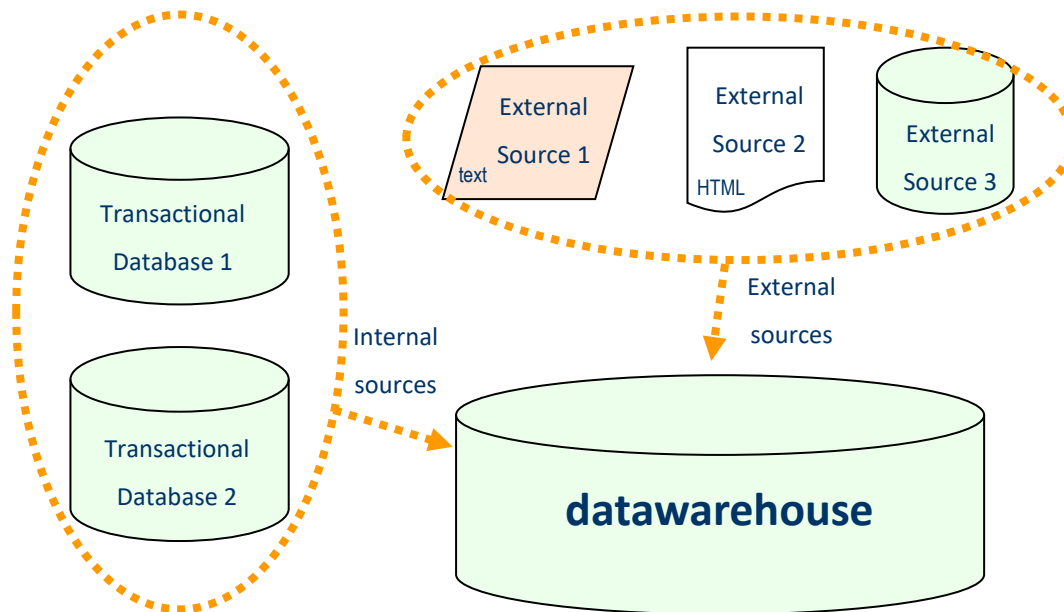 External
Source 1
text
External
Source 2
HTML
External
Source 3
Transactional
Database 1
External
sources
Internal
sources
Transactional
Database 2
datawarehouse